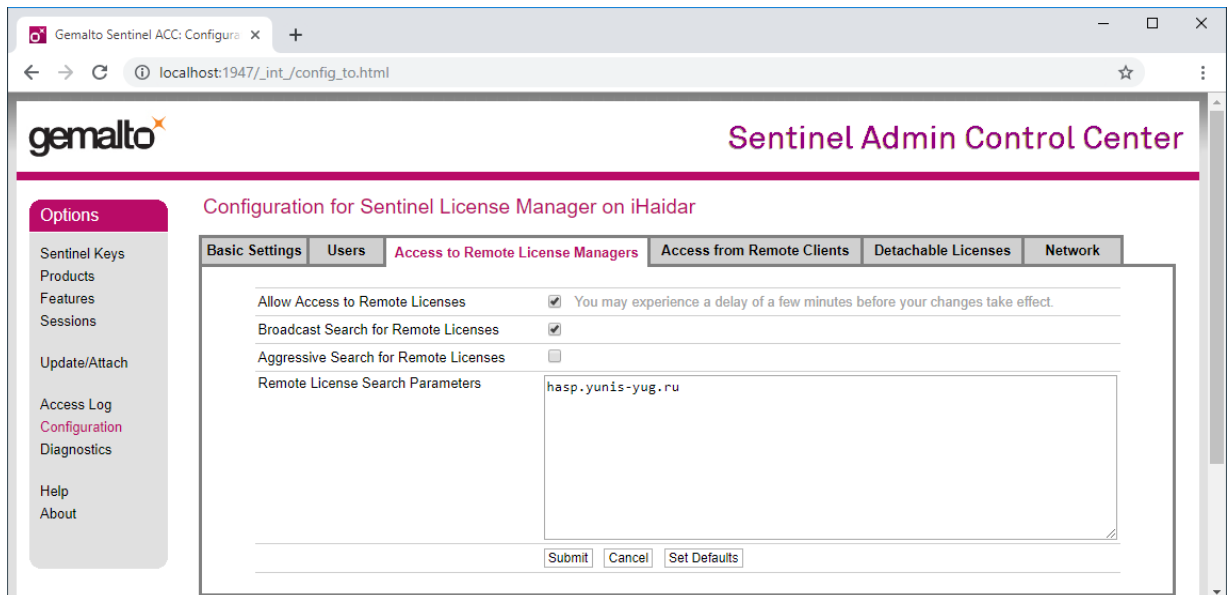 Gemalto Sentinel ACC: Configura
localhost:1947/_int_/config_to.html
gemalto
Sentinel Admin Control Center
Options
Sentinel Keys
Products
Features
Sessions
Update/Attach
Access Log
Configuration
Diagnostics
Help
About
Configuration for Sentinel License Manager on iHaidar
Basic Settings Users Access to Remote License Managers Access from Remote Clients Detachable Licenses Network
Allow Access to Remote Licenses You may experience a delay of a few minutes before your changes take effect.
Broadcast Search for Remote Licenses
Aggressive Search for Remote Licenses
Remote License Search Parameters hasp.yunis-yug.ru
Submit Cancel Set Defaults